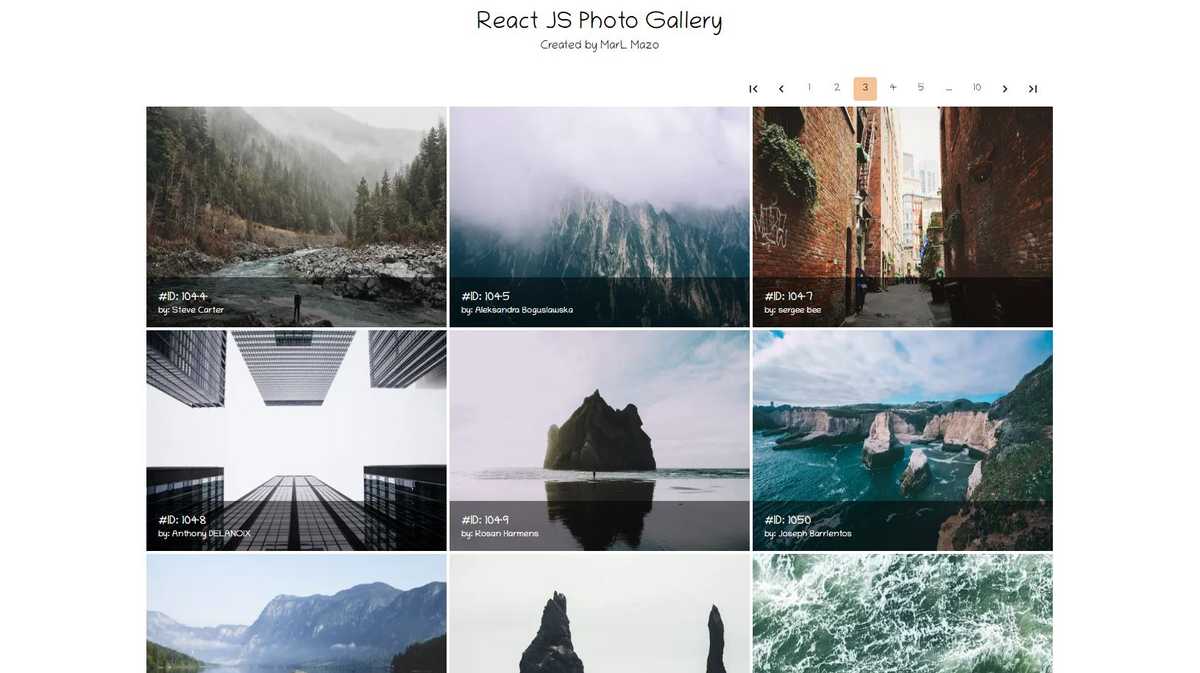 React JS Photo Gallery
Created by MarL Mazo
1 2 3 4 5 ... 10
#ID: 1044
by: Steve Carter
#ID: 1045
by: Aleksandra Boguslawska
#ID: 1047
by: sergee bee
#ID: 1048
by: Anthony DELANOIX
#ID: 1049
by: Rosan Harmens
#ID: 1050
by: Joseph Barrientos